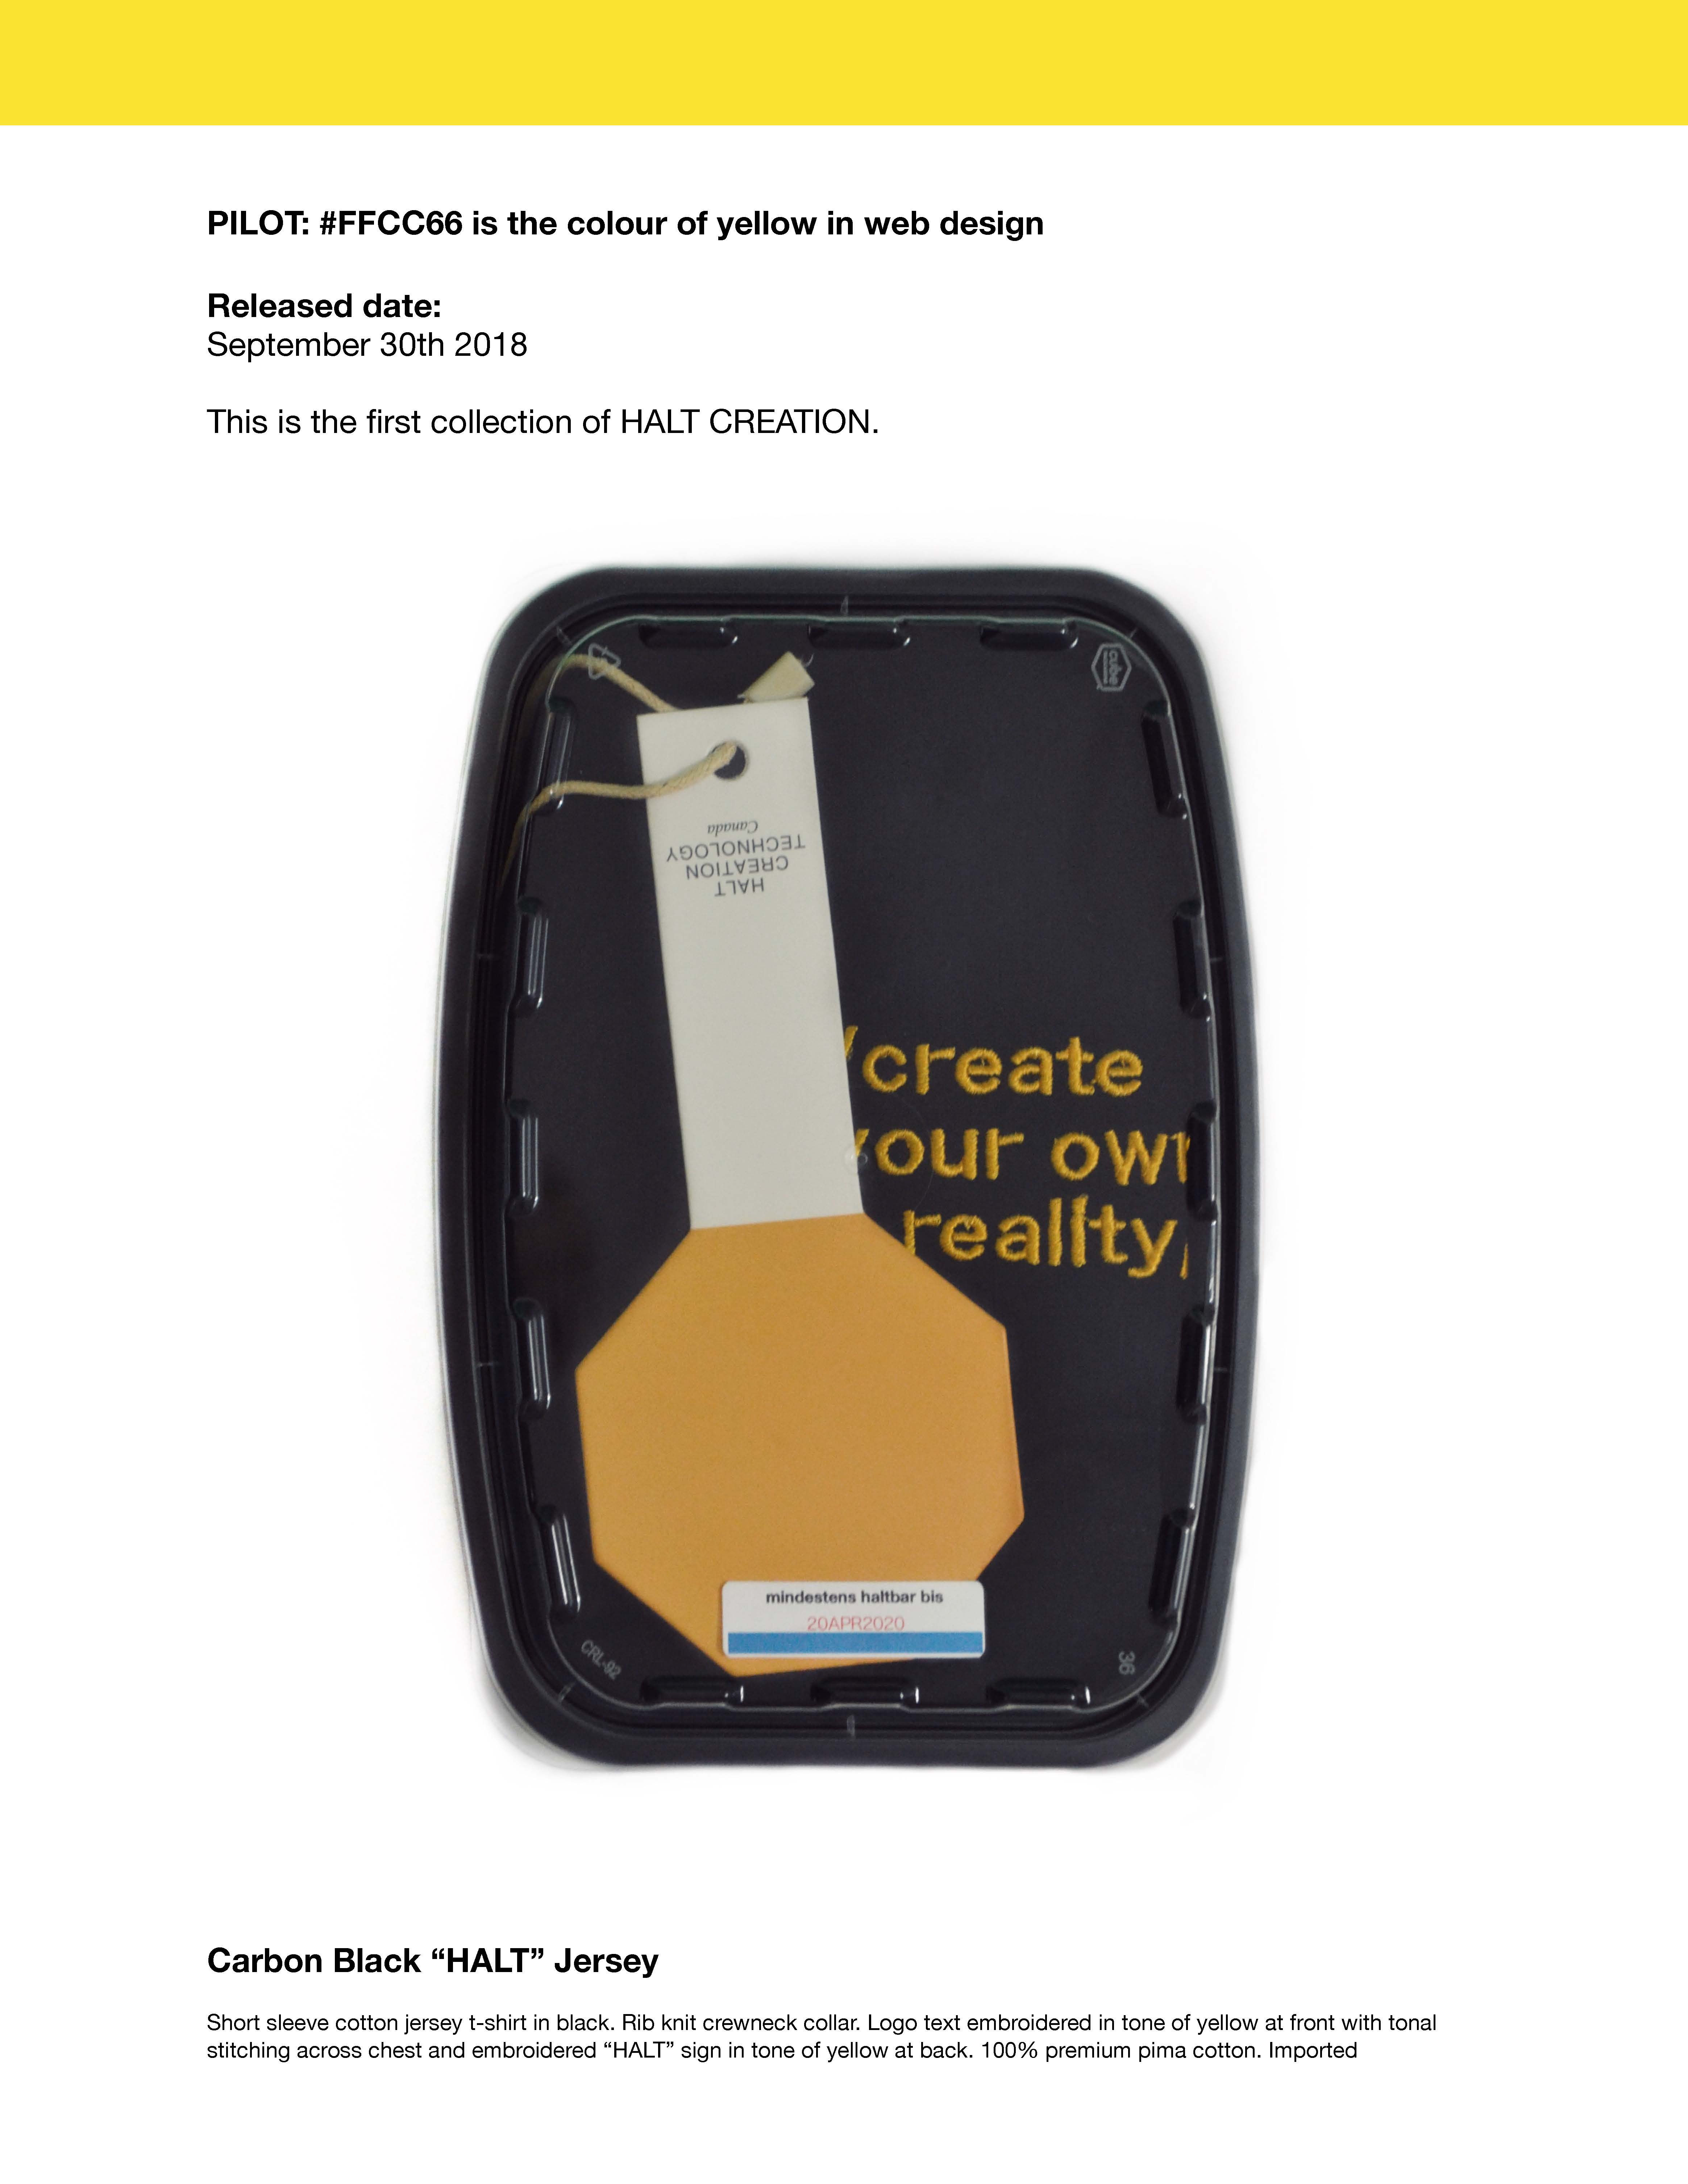 PILOT: #FFCC66 is the colour of yellow in web design
Released date:
September 30th 2018
This is the first collection of HALT CREATION.
cube
HALT
CREATION
TECHNOLOGY
Canada
/create
your own
reality,
mindestens haltbar bis
20APR2020
CRL-92
36
Carbon Black “HALT” Jersey
Short sleeve cotton jersey t-shirt in black. Rib knit crewneck collar. Logo text embroidered in tone of yellow at front with tonal
stitching across chest and embroidered “HALT” sign in tone of yellow at back. 100% premium pima cotton. Imported